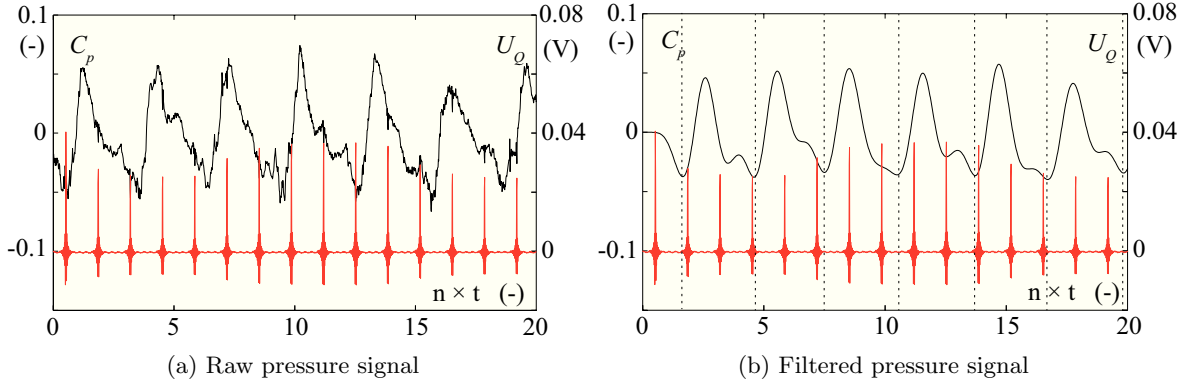 0.1
(-)
C_p
U_Q
0.08
(V)
0
0.04
-0.1
0
n × t (-)
0 5 10 15 20
(a) Raw pressure signal
0.1
(-)
C_p
U_Q
0.08
(V)
0
0.04
-0.1
0
n × t (-)
0 5 10 15 20
(b) Filtered pressure signal